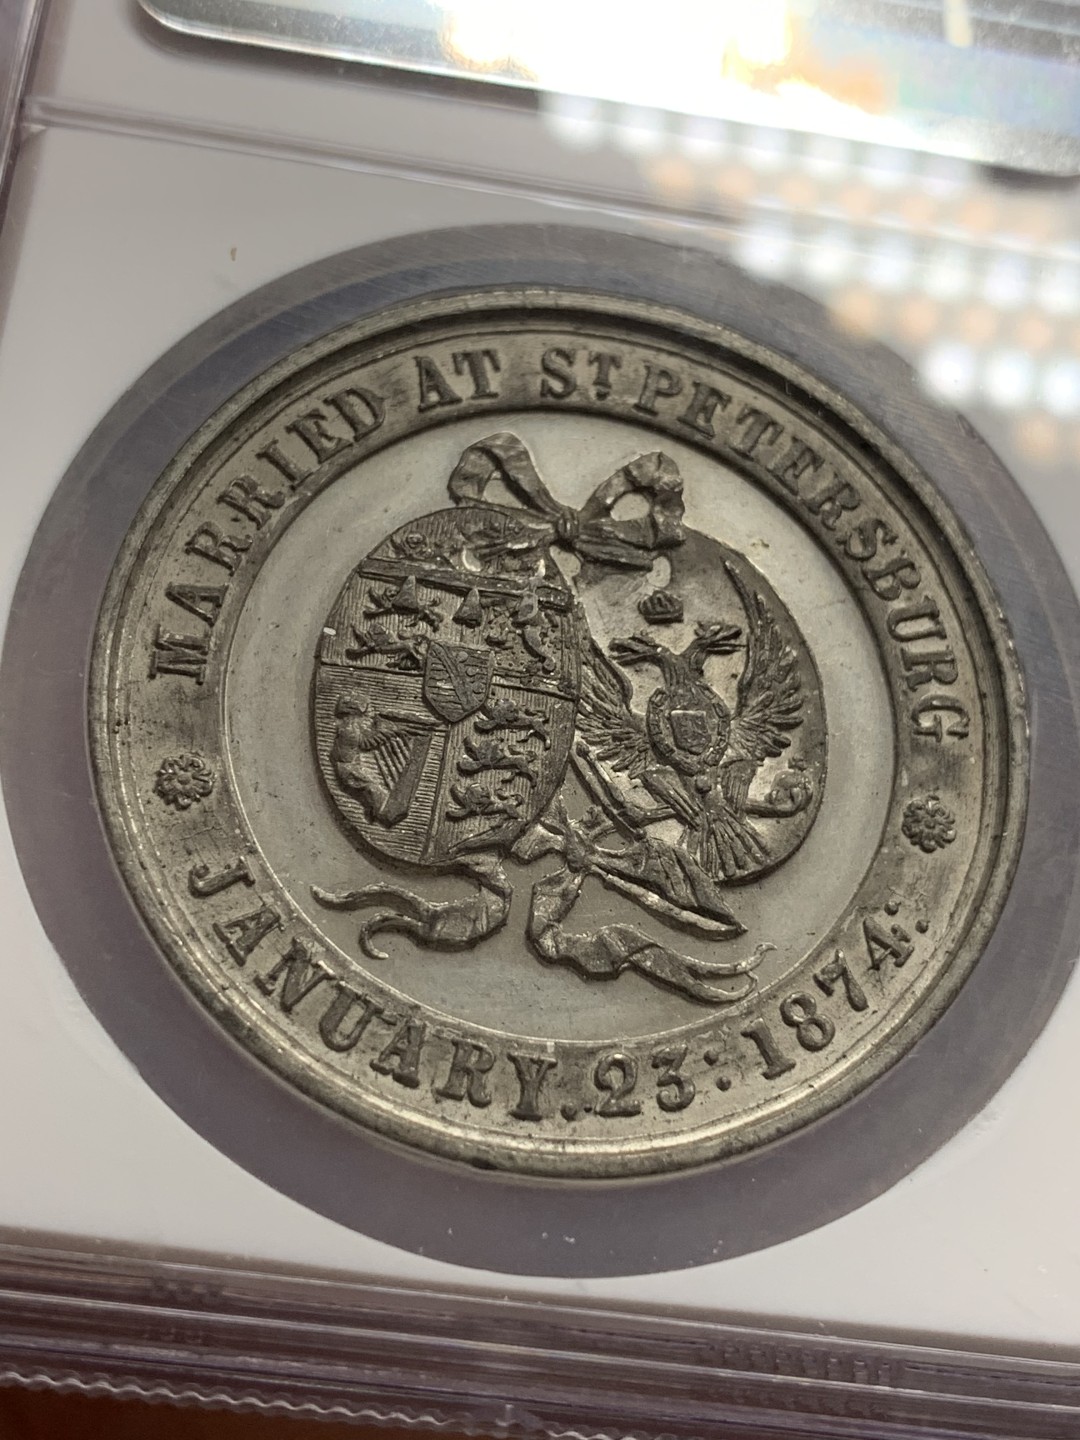 MARRIED AT ST PETERSBURG
JANUARY. 23: 1874: